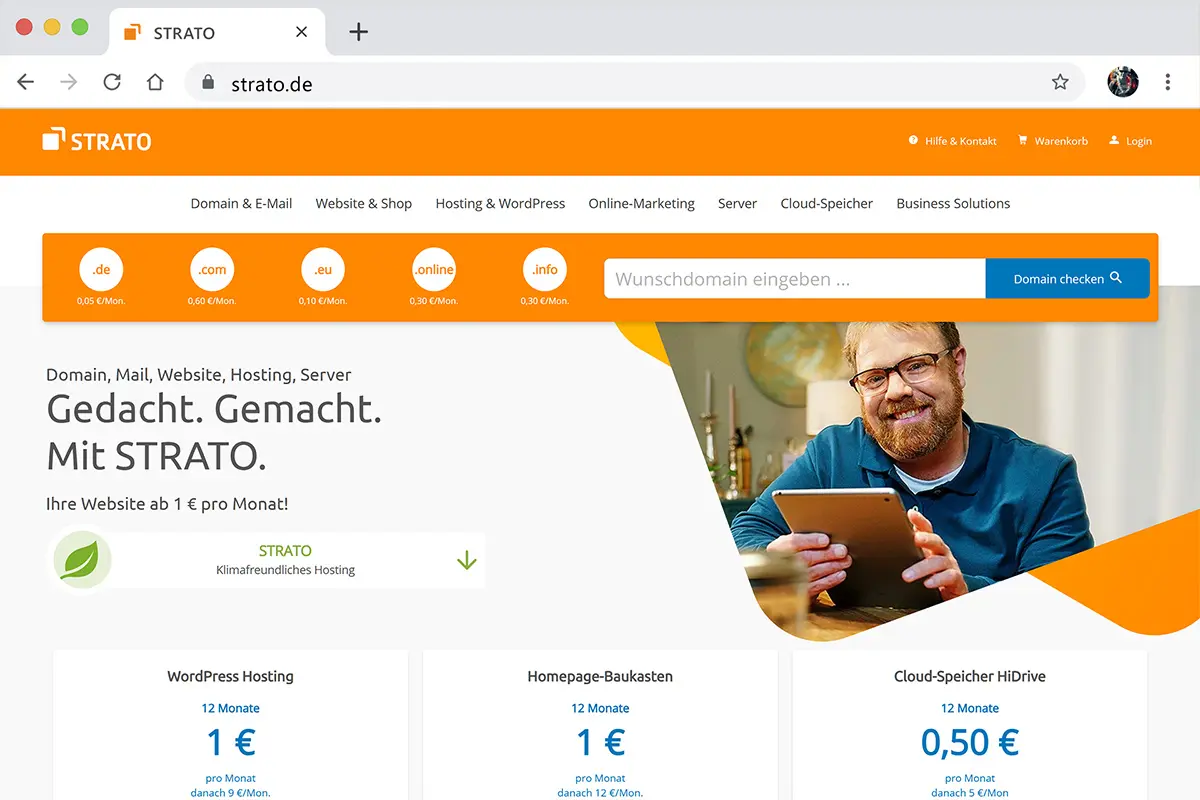 STRATO
strato.de
STRATO
Hilfe & Kontakt
Warenkorb
Login
Domain & E-Mail
Website & Shop
Hosting & WordPress
Online-Marketing
Server
Cloud-Speicher
Business Solutions
.de
0,05 €/Mon.
.com
0,60 €/Mon.
.eu
0,10 €/Mon.
.online
0,30 €/Mon.
.info
0,30 €/Mon.
Wunschdomain eingeben ...
Domain checken
Domain, Mail, Website, Hosting, Server
Gedacht. Gemacht.
Mit STRATO.
Ihre Website ab 1 € pro Monat!
STRATO
Klimafreundliches Hosting
WordPress Hosting
12 Monate
1 €
pro Monat
danach 9 €/Mon.
Homepage-Baukasten
12 Monate
1 €
pro Monat
danach 12 €/Mon.
Cloud-Speicher HiDrive
12 Monate
0,50 €
pro Monat
danach 5 €/Mon